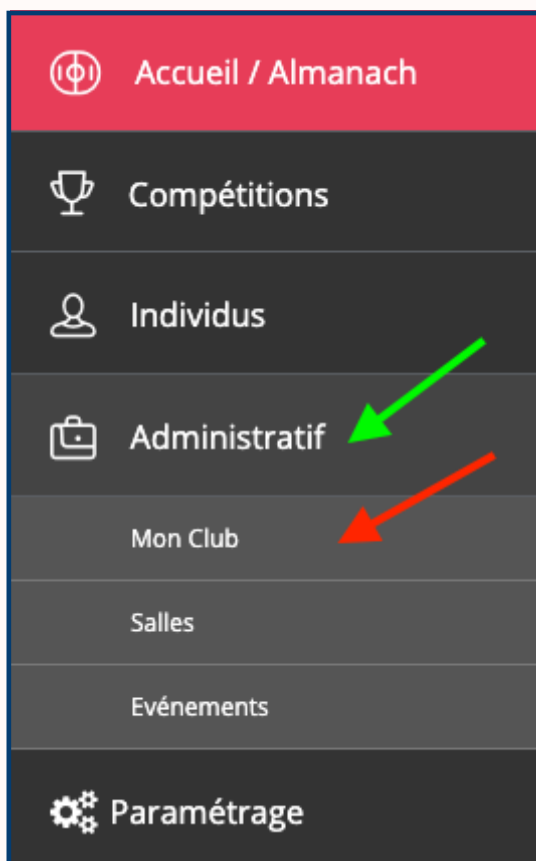 Accueil / Almanach
Compétitions
Individus
Administratif
Mon Club
Salles
Evénements
Paramétrage